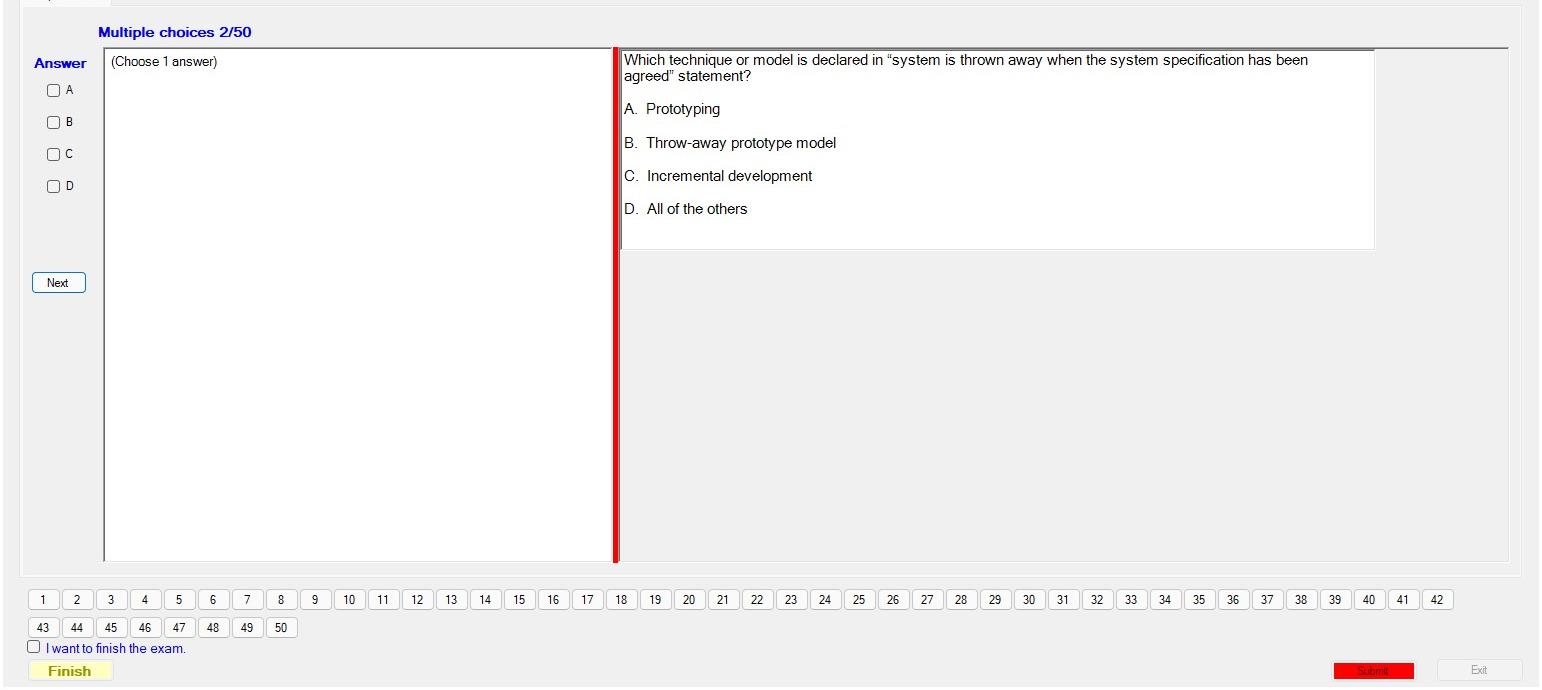 Multiple choices 2/50
Answer
(Choose 1 answer)
A
B
C
D
Next
Which technique or model is declared in “system is thrown away when the system specification has been
agreed” statement?
A. Prototyping
B. Throw-away prototype model
C. Incremental development
D. All of the others
1 2 3 4 5 6 7 8 9 10 11 12 13 14 15 16 17 18 19 20 21 22 23 24 25 26 27 28 29 30 31 32 33 34 35 36 37 38 39 40 41 42
43 44 45 46 47 48 49 50
I want to finish the exam.
Finish
Submit
Exit